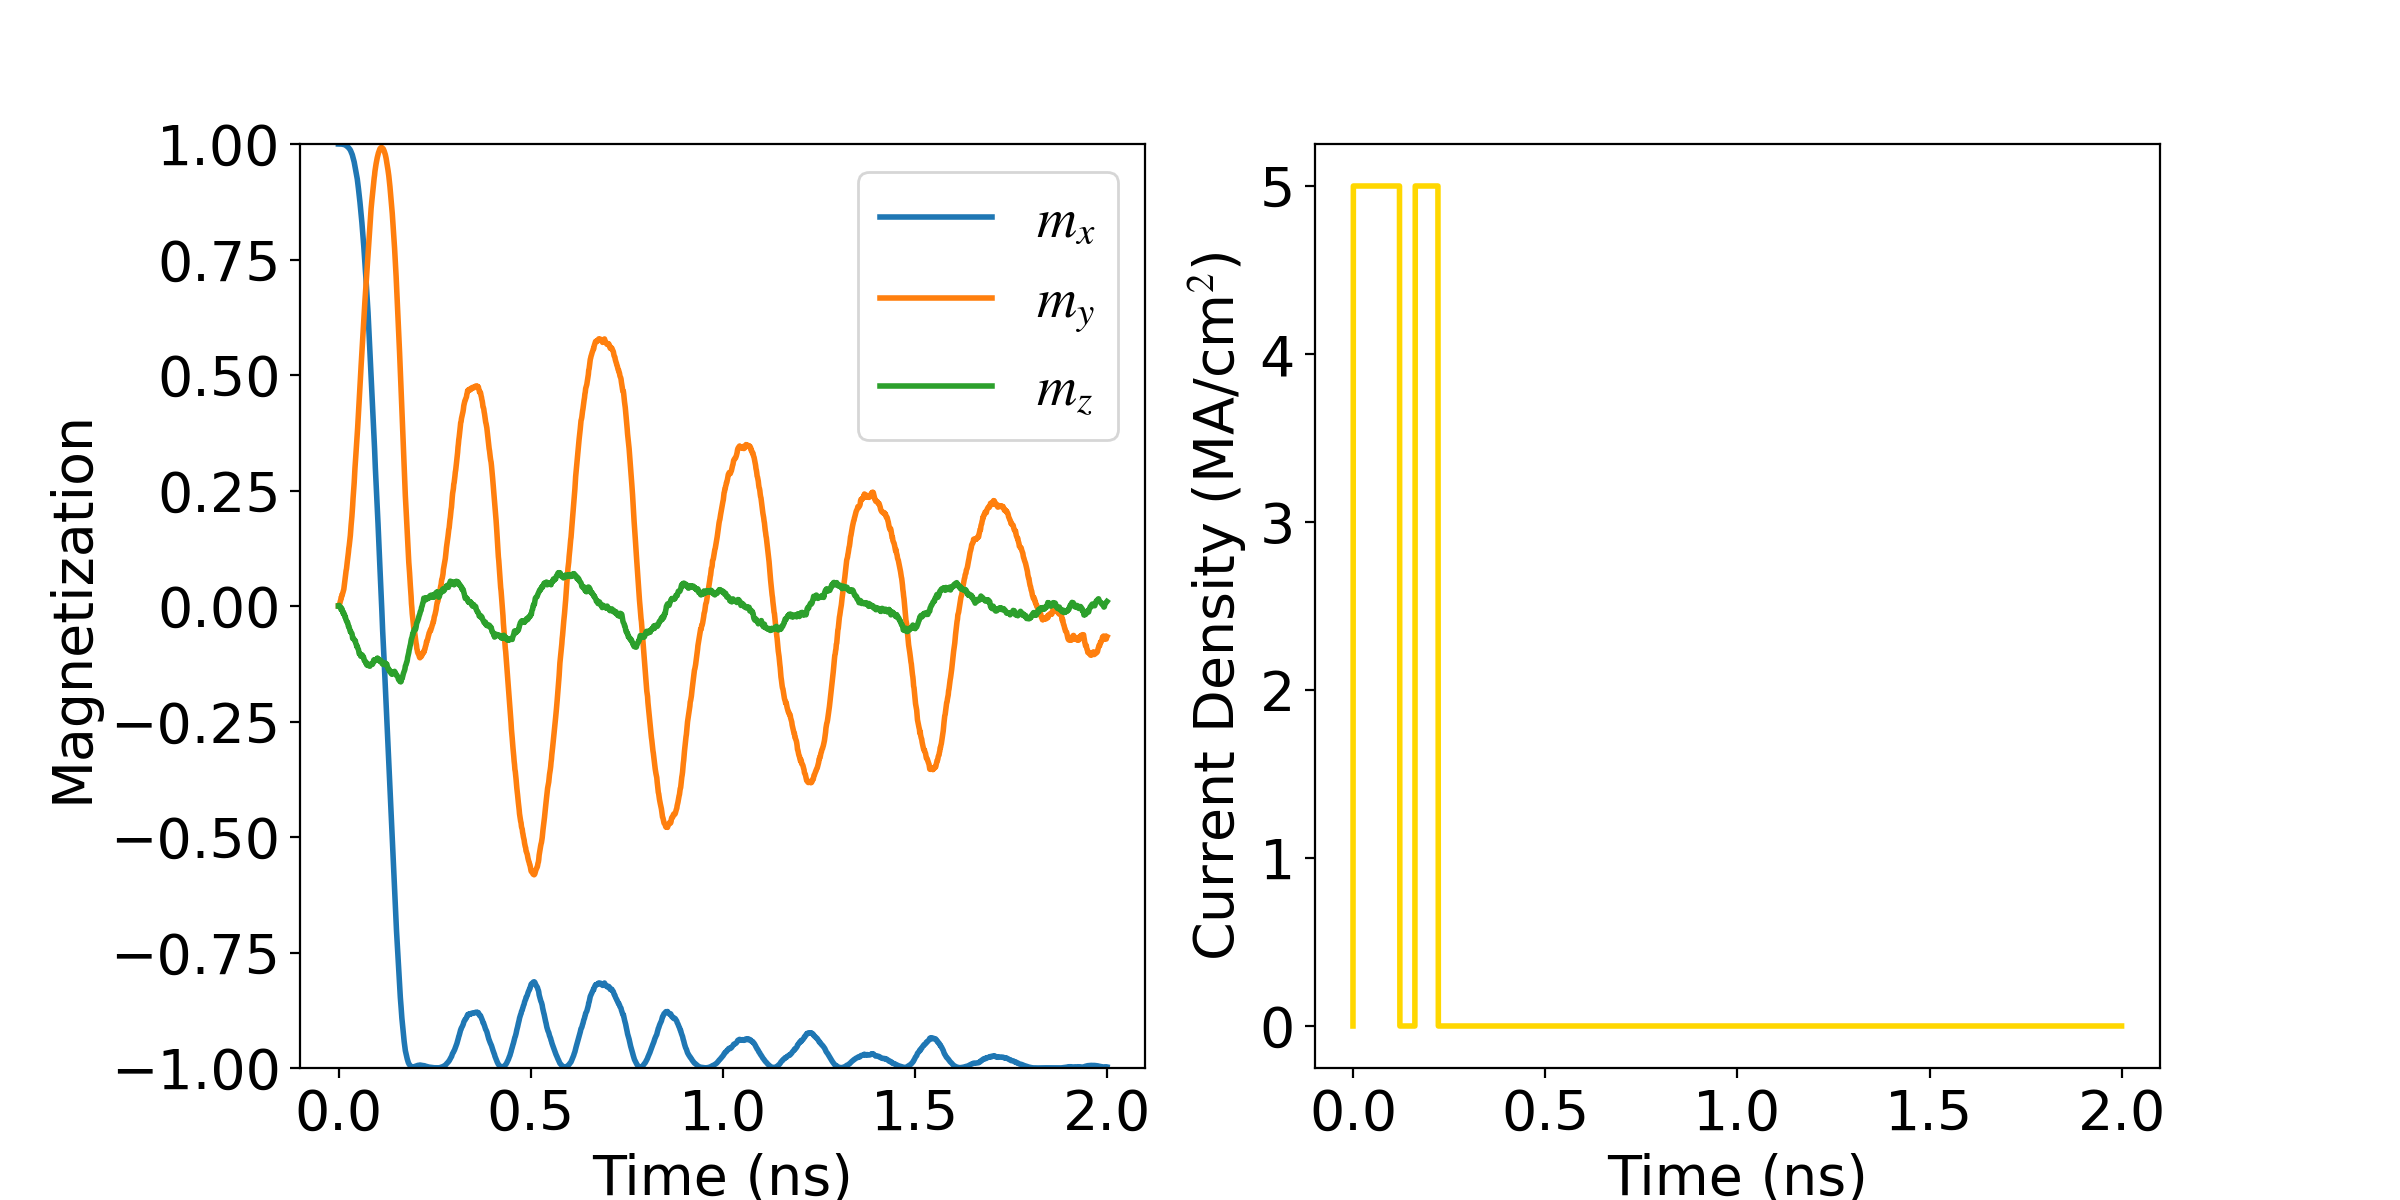 1.00
0.75
0.50
0.25
0.00
−0.25
−0.50
−0.75
−1.00
0.0 0.5 1.0 1.5 2.0
Time (ns)
Magnetization
m_x
m_y
m_z
5
4
3
2
1
0
0.0 0.5 1.0 1.5 2.0
Time (ns)
Current Density (MA/cm²)